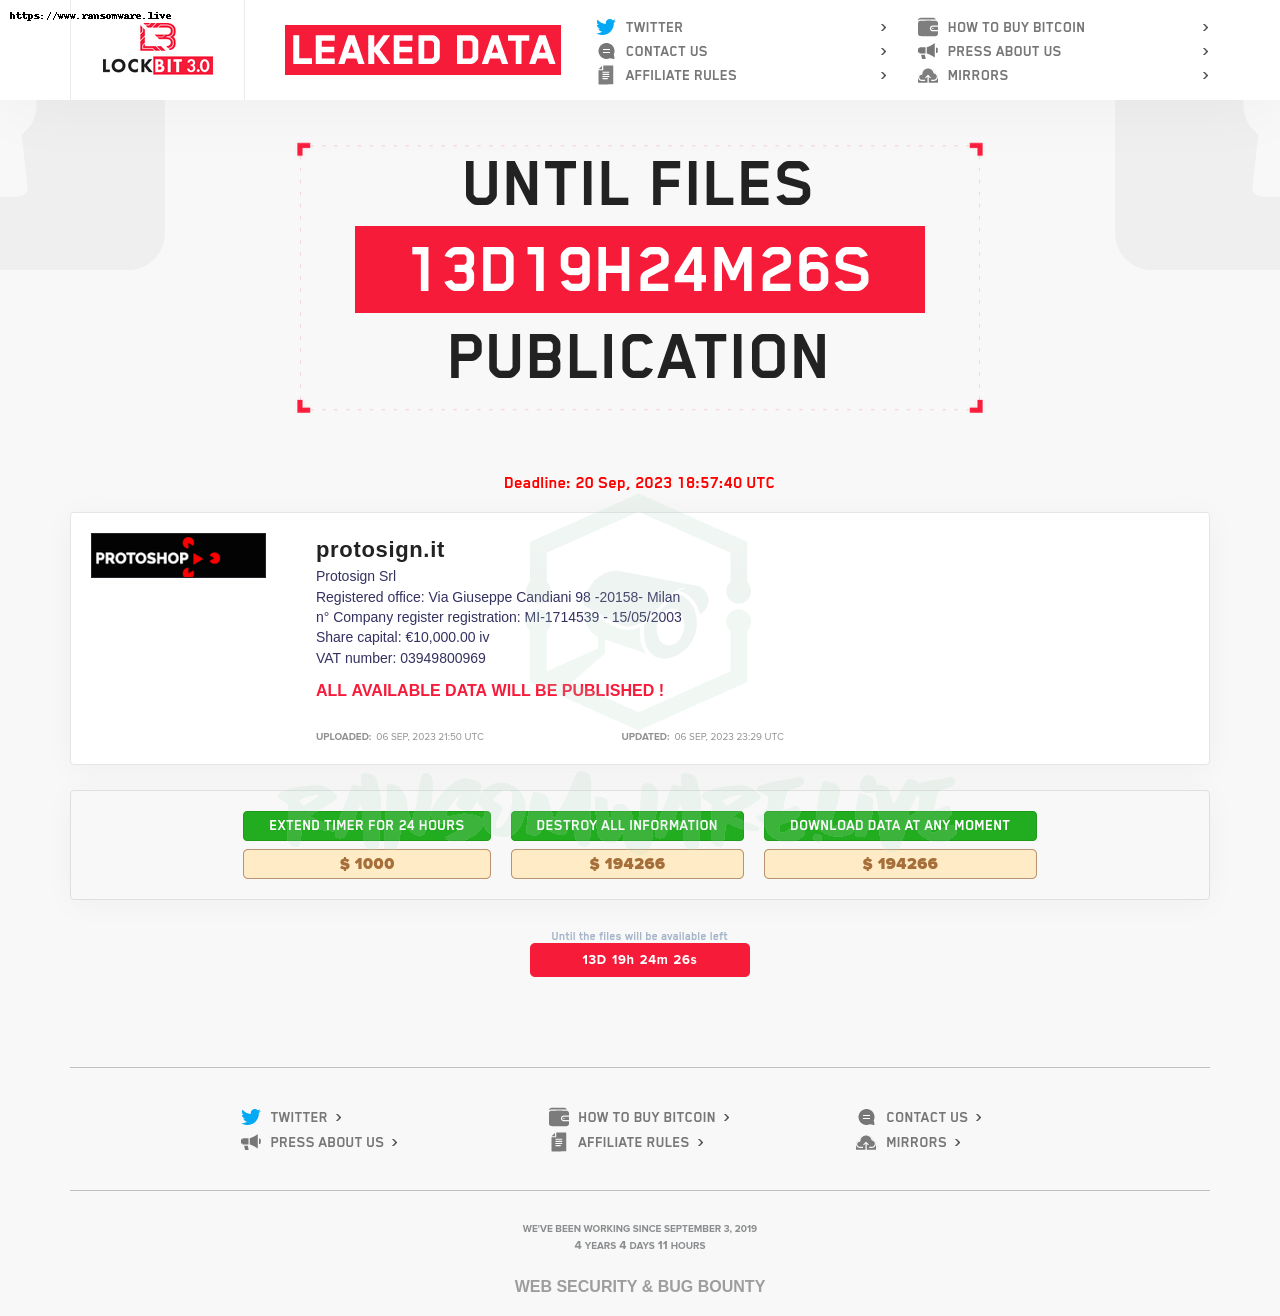 https://www.ransomware.live
LOCKBIT 3.0
LEAKED DATA
TWITTER
CONTACT US
AFFILIATE RULES
HOW TO BUY BITCOIN
PRESS ABOUT US
MIRRORS
UNTIL FILES
13D19H24M26S
PUBLICATION
Deadline: 20 Sep, 2023 18:57:40 UTC
PROTOSHOP
protosign.it
Protosign Srl
Registered office: Via Giuseppe Candiani 98 -20158- Milan
n° Company register registration: MI-1714539 - 15/05/2003
Share capital: €10,000.00 iv
VAT number: 03949800969
ALL AVAILABLE DATA WILL BE PUBLISHED !
UPLOADED: 06 SEP, 2023 21:50 UTC
UPDATED: 06 SEP, 2023 23:29 UTC
RANSOMWARE.LIVE
EXTEND TIMER FOR 24 HOURS
$ 1000
DESTROY ALL INFORMATION
$ 194266
DOWNLOAD DATA AT ANY MOMENT
$ 194266
Until the files will be available left
13D 19h 24m 26s
TWITTER
PRESS ABOUT US
HOW TO BUY BITCOIN
AFFILIATE RULES
CONTACT US
MIRRORS
WE'VE BEEN WORKING SINCE SEPTEMBER 3, 2019
4 YEARS 4 DAYS 11 HOURS
WEB SECURITY & BUG BOUNTY